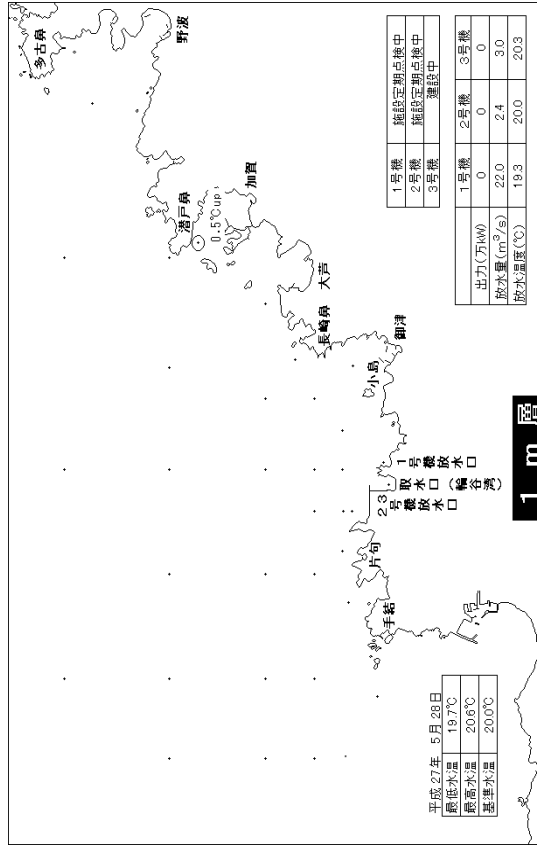 多古鼻
野波
潜戸鼻
0.5℃up
加賀
大芦
長崎鼻
御津
小島
1号機放水口
取水口（輪谷湾）
2 3号機放水口
片句
手結
1号機 施設定期点検中
2号機 施設定期点検中
3号機 建設中
1号機 2号機 3号機
出力(万kW) 0 0 0
放水量(m³/s) 22.0 2.4 3.0
放水温度(℃) 19.3 20.0 20.3
1m層
平成27年 5月28日
最低水温 19.7℃
最高水温 20.6℃
基準水温 20.0℃